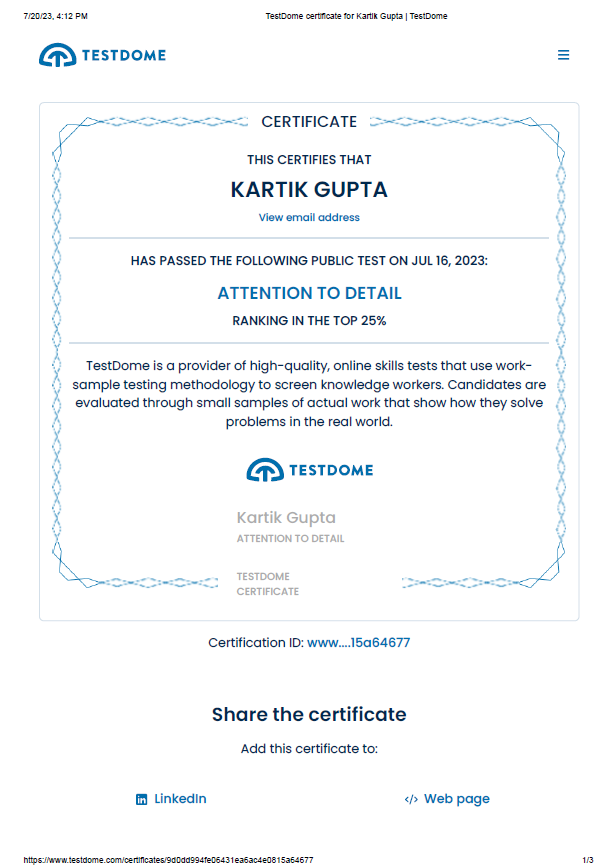 7/20/23, 4:12 PM
TestDome certificate for Kartik Gupta | TestDome
TESTDOME
CERTIFICATE
THIS CERTIFIES THAT
KARTIK GUPTA
View email address
HAS PASSED THE FOLLOWING PUBLIC TEST ON JUL 16, 2023:
ATTENTION TO DETAIL
RANKING IN THE TOP 25%
TestDome is a provider of high-quality, online skills tests that use work-
sample testing methodology to screen knowledge workers. Candidates are
evaluated through small samples of actual work that show how they solve
problems in the real world.
TESTDOME
Kartik Gupta
ATTENTION TO DETAIL
TESTDOME
CERTIFICATE
Certification ID: www....15a64677
Share the certificate
Add this certificate to:
LinkedIn
</> Web page
https://www.testdome.com/certificates/9d0dd994fe06431ea6ac4e0815a64677
1/3